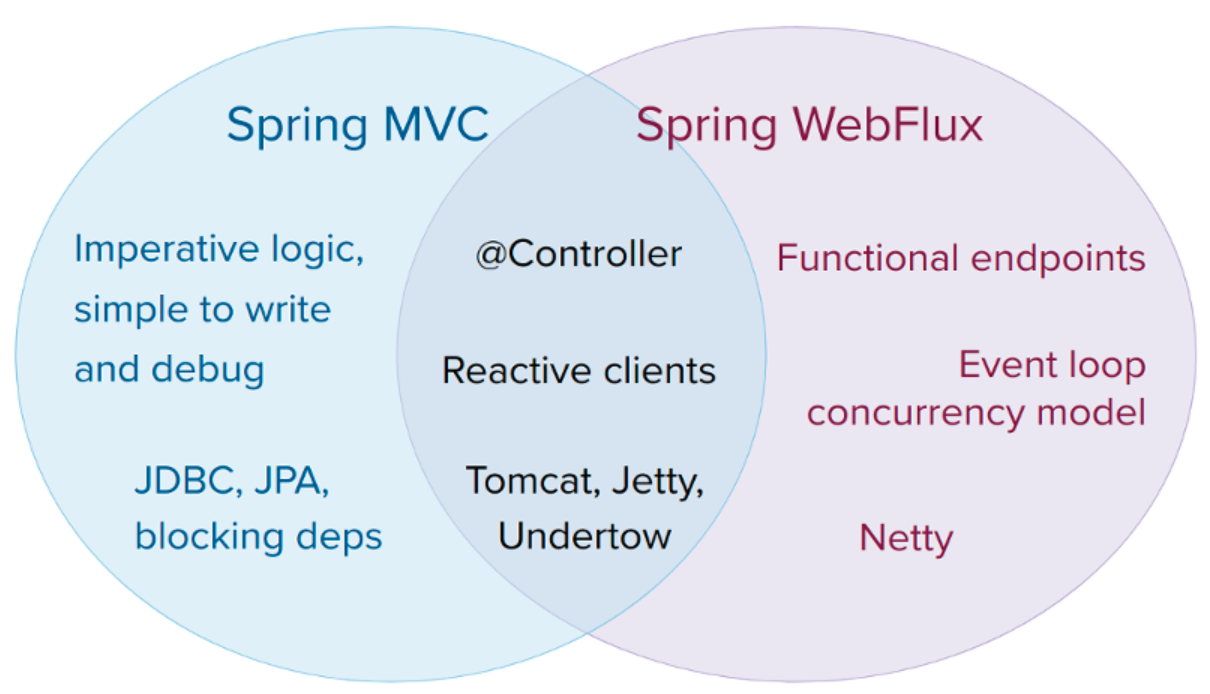 Spring MVC
Spring WebFlux
Imperative logic,
simple to write
and debug
JDBC, JPA,
blocking deps
@Controller
Reactive clients
Tomcat, Jetty,
Undertow
Functional endpoints
Event loop
concurrency model
Netty